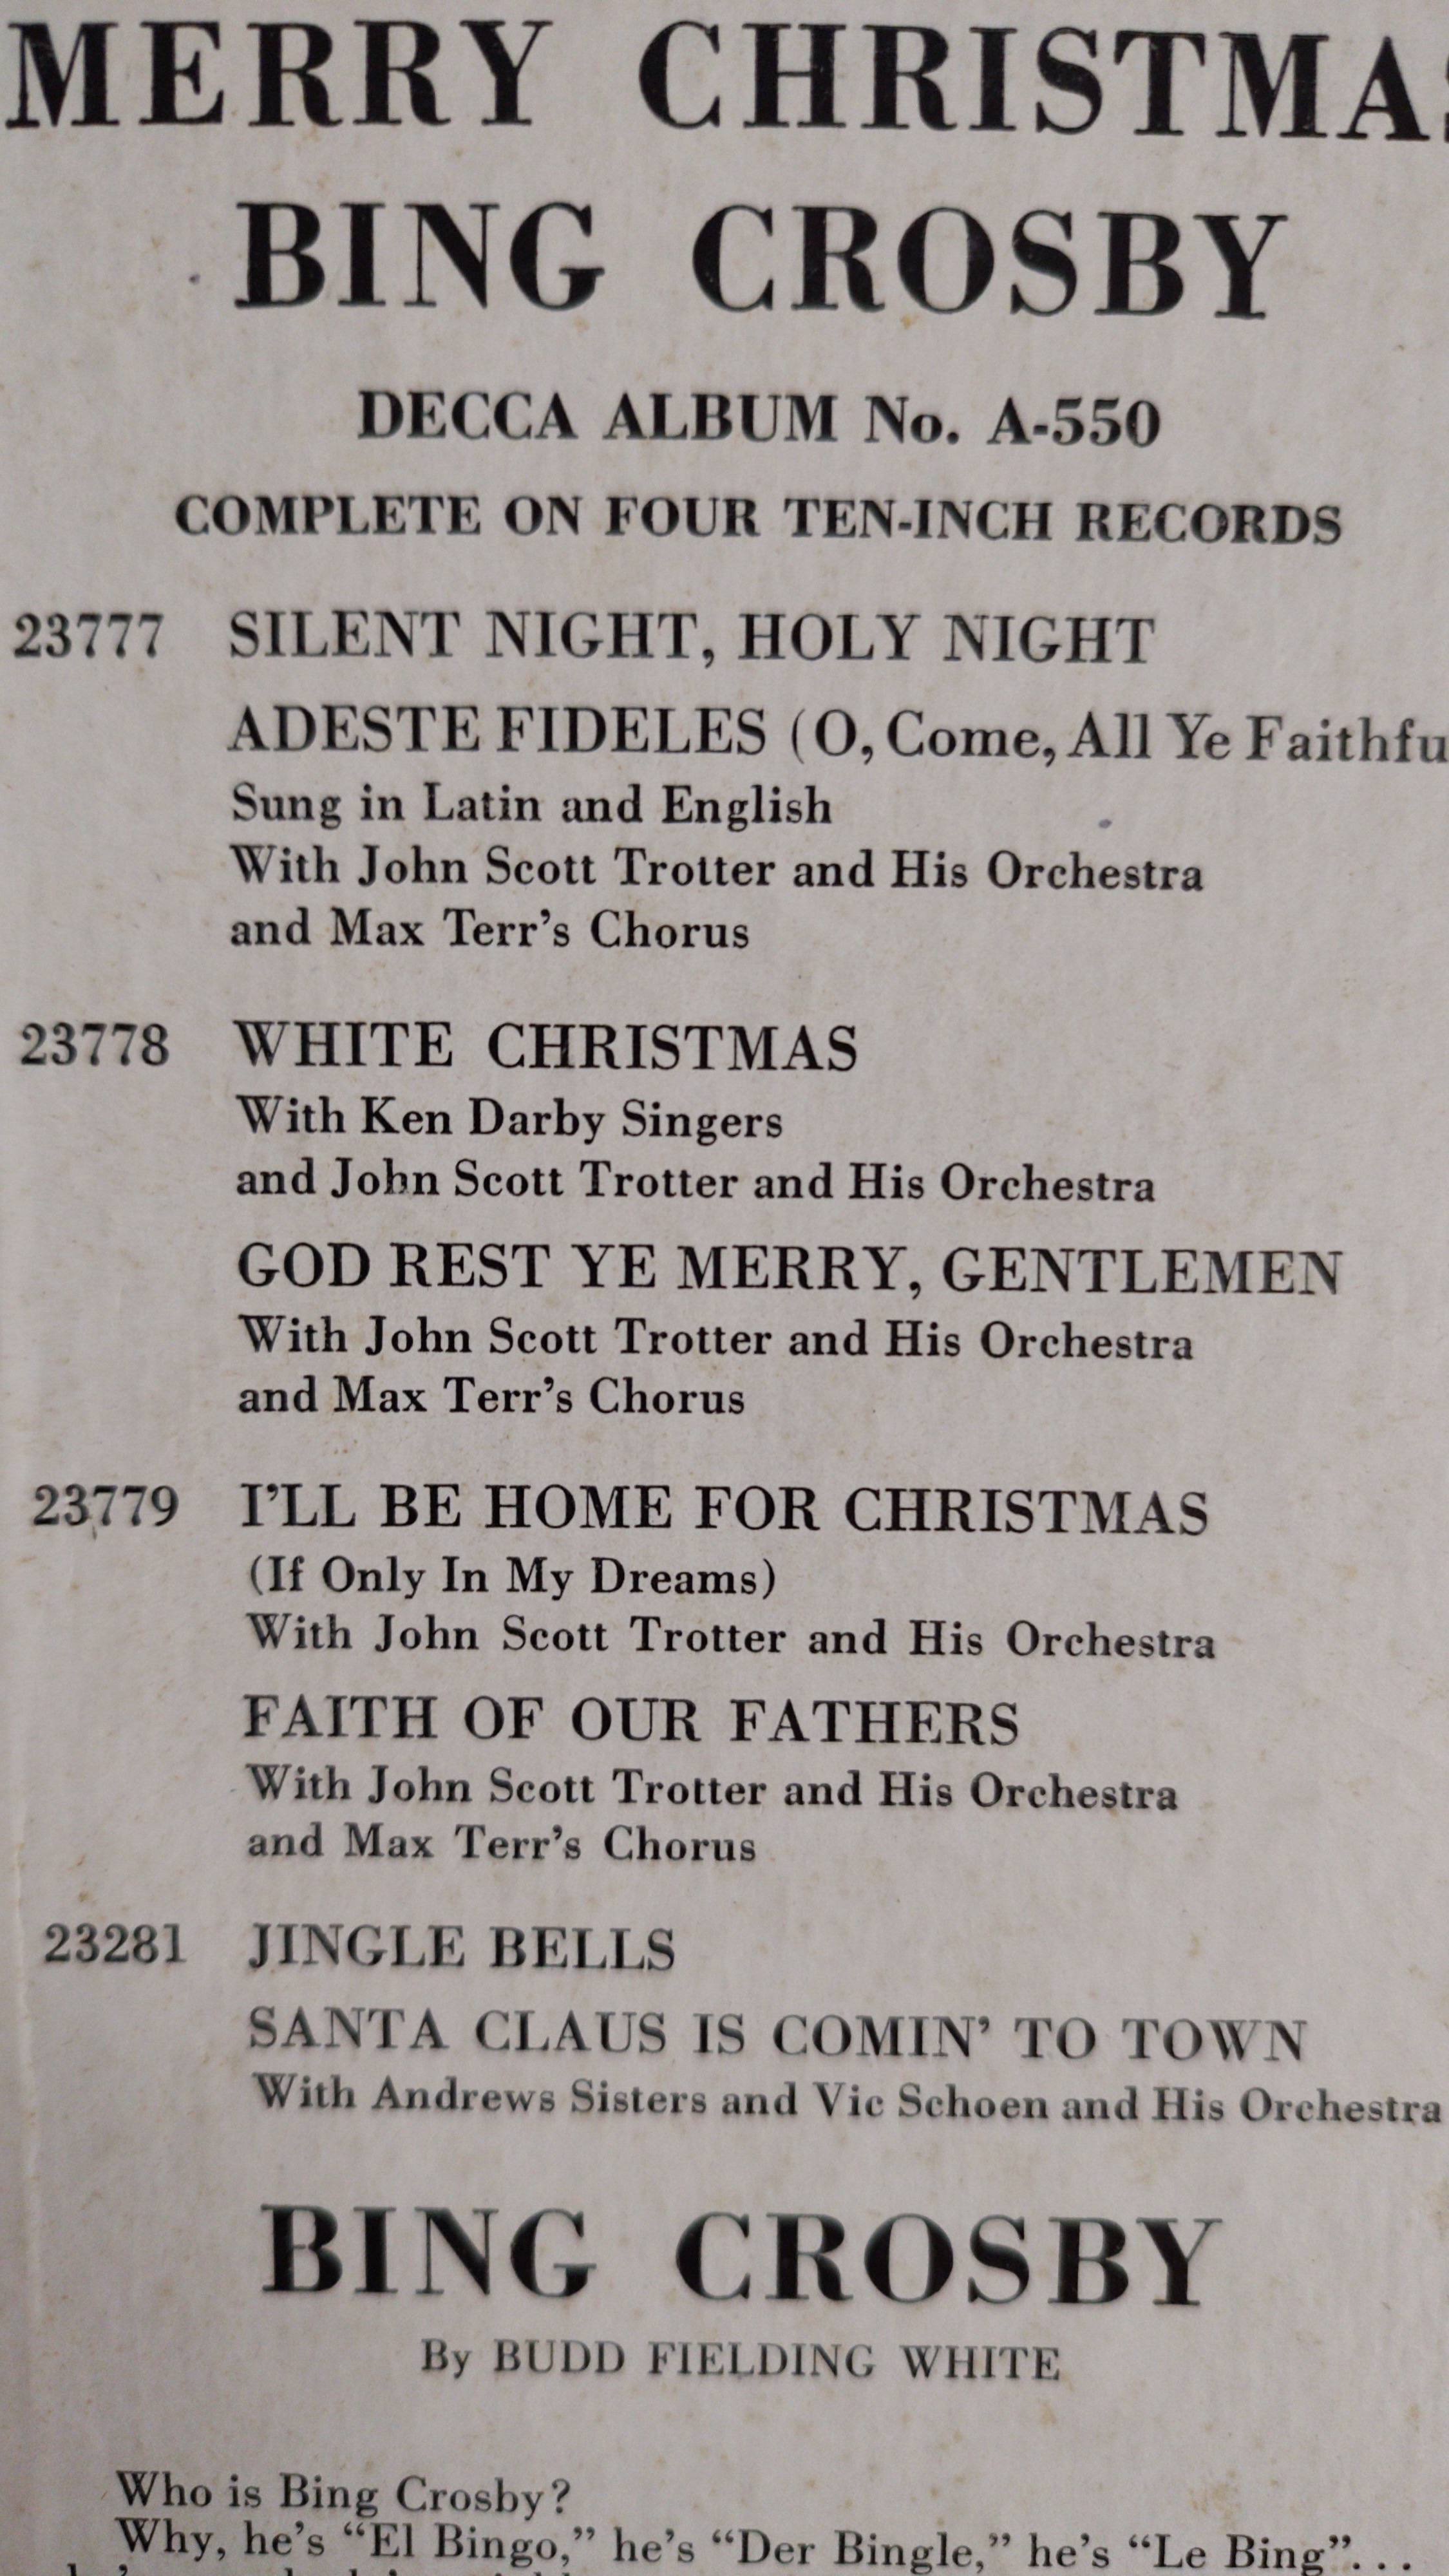 MERRY CHRISTMAS
BING CROSBY
DECCA ALBUM No. A-550
COMPLETE ON FOUR TEN-INCH RECORDS
23777 SILENT NIGHT, HOLY NIGHT
ADESTE FIDELES (O, Come, All Ye Faithfu
Sung in Latin and English
With John Scott Trotter and His Orchestra
and Max Terr's Chorus
23778 WHITE CHRISTMAS
With Ken Darby Singers
and John Scott Trotter and His Orchestra
GOD REST YE MERRY, GENTLEMEN
With John Scott Trotter and His Orchestra
and Max Terr's Chorus
23779 I'LL BE HOME FOR CHRISTMAS
(If Only In My Dreams)
With John Scott Trotter and His Orchestra
FAITH OF OUR FATHERS
With John Scott Trotter and His Orchestra
and Max Terr's Chorus
23281 JINGLE BELLS
SANTA CLAUS IS COMIN' TO TOWN
With Andrews Sisters and Vic Schoen and His Orchestra
BING CROSBY
By BUDD FIELDING WHITE
Who is Bing Crosby?
Why, he's “El Bingo,” he's “Der Bingle,” he's “Le Bing”. . .